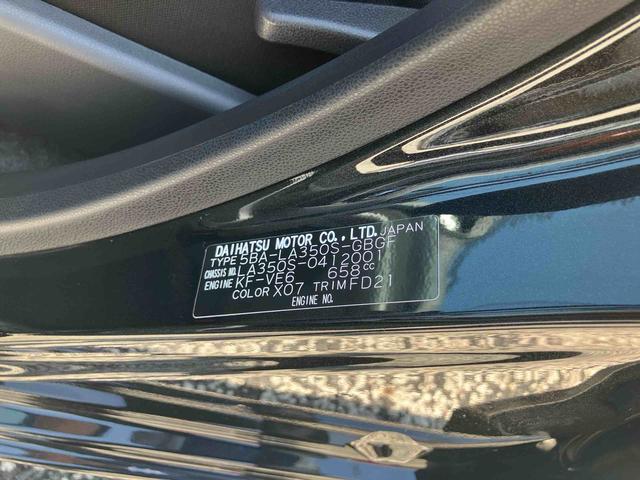 DAIHATSU MOTOR CO., LTD. JAPAN
TYPE 5BA-LA350S-GBGF
CHASSIS NO. LA350S-0412001
ENGINE KF-VE6 658cc
COLOR X07 TRIM FD21
ENGINE NO.